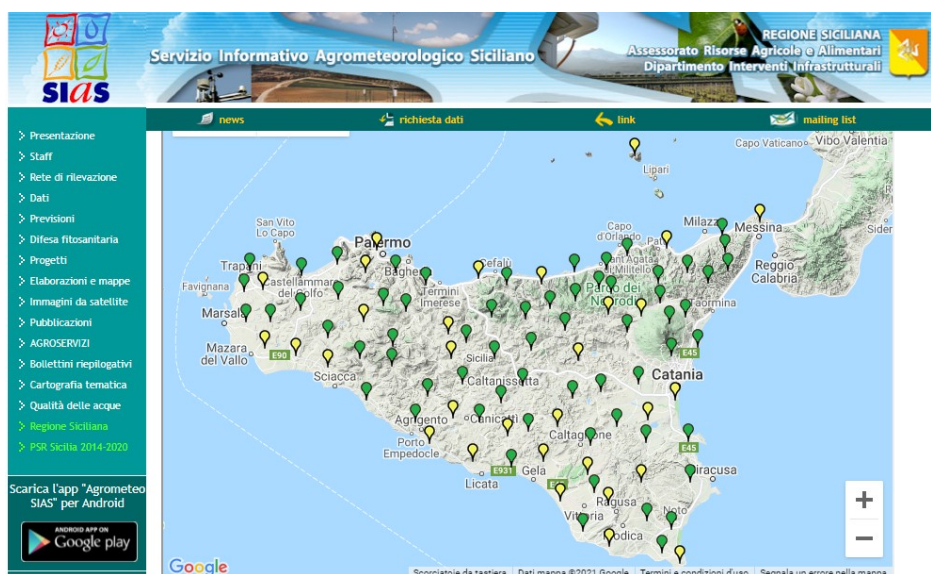 SIAS
Servizio Informativo Agrometeorologico Siciliano
REGIONE SICILIANA
Assessorato Risorse Agricole e Alimentari
Dipartimento Interventi Infrastrutturali
news
richiesta dati
link
mailing list
Presentazione
Staff
Rete di rilevazione
Dati
Previsioni
Difesa fitosanitaria
Progetti
Elaborazioni e mappe
Immagini da satellite
Pubblicazioni
AGROSERVIZI
Bollettini riepilogativi
Cartografia tematica
Qualità delle acque
Regione Siciliana
PSR Sicilia 2014-2020
Scarica l'app "Agrometeo
SIAS" per Android
ANDROID APP ON
Google play
Capo Vaticano
Vibo Valentia
Lipari
San Vito
Lo Capo
Palermo
Capo
d'Orlando
Milazzo
Messina
Sider
Trapani
Favignana
Castellammare
del Golfo
Cefalù
Termini
Imerese
Sant'Agata
di Militello
Parco dei
Reggio
Calabria
Marsala
Taormina
Mazara
del Vallo
E90
Sicilia
E45
Sciacca
Caltanissetta
Catania
Agrigento
Canicattì
Caltagirone
Porto
Empedocle
E931
Gela
E45
Licata
Siracusa
Ragusa
Vittoria
Noto
Modica
Google
Scorciatoie da tastiera
Dati mappa ©2021 Google
Termini e condizioni d'uso
Segnala un errore nella mappa